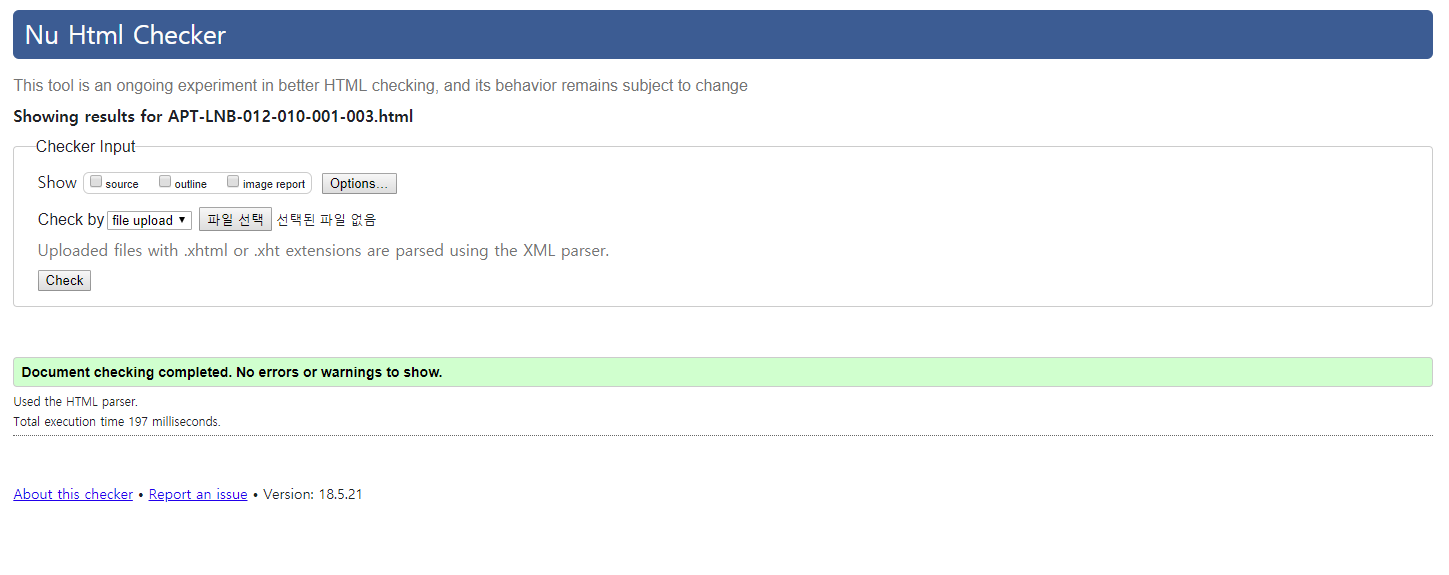 Nu Html Checker
This tool is an ongoing experiment in better HTML checking, and its behavior remains subject to change
Showing results for APT-LNB-012-010-001-003.html
Checker Input
Show source outline image report Options...
Check by file upload 파일 선택 선택된 파일 없음
Uploaded files with .xhtml or .xht extensions are parsed using the XML parser.
Check
Document checking completed. No errors or warnings to show.
Used the HTML parser.
Total execution time 197 milliseconds.
About this checker • Report an issue • Version: 18.5.21